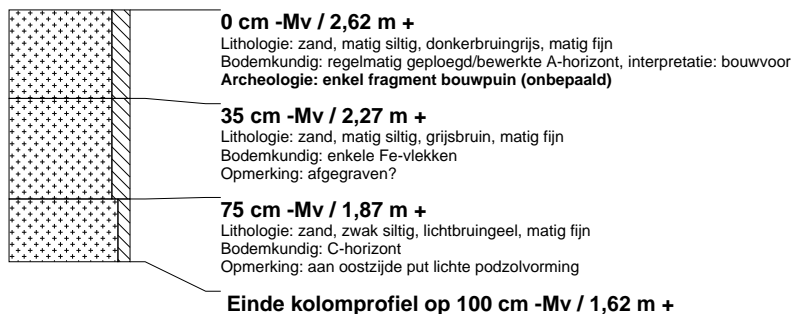 0 cm -Mv / 2,62 m +
Lithologie: zand, matig siltig, donkerbruingrijs, matig fijn
Bodemkundig: regelmatig geploegd/bewerkte A-horizont, interpretatie: bouwvoor
Archeologie: enkel fragment bouwpuin (onbepaald)
35 cm -Mv / 2,27 m +
Lithologie: zand, matig siltig, grijsbruin, matig fijn
Bodemkundig: enkele Fe-vlekken
Opmerking: afgegraven?
75 cm -Mv / 1,87 m +
Lithologie: zand, zwak siltig, lichtbruingeel, matig fijn
Bodemkundig: C-horizont
Opmerking: aan oostzijde put lichte podzolvorming
Einde kolomprofiel op 100 cm -Mv / 1,62 m +